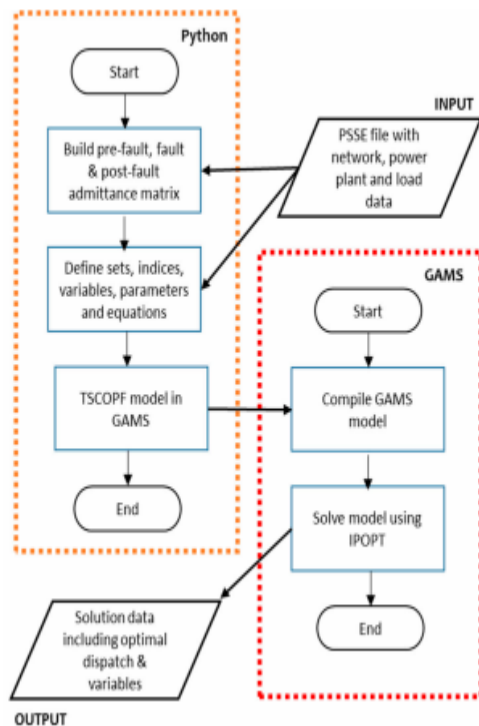 Python
Start
Build pre-fault, fault
& post-fault
admittance matrix
Define sets, indices,
variables, parameters
and equations
TSCOPF model in
GAMS
End
INPUT
PSSE file with
network, power
plant and load
data
GAMS
Start
Compile GAMS
model
Solve model using
IPOPT
End
Solution data
including optimal
dispatch &
variables
OUTPUT